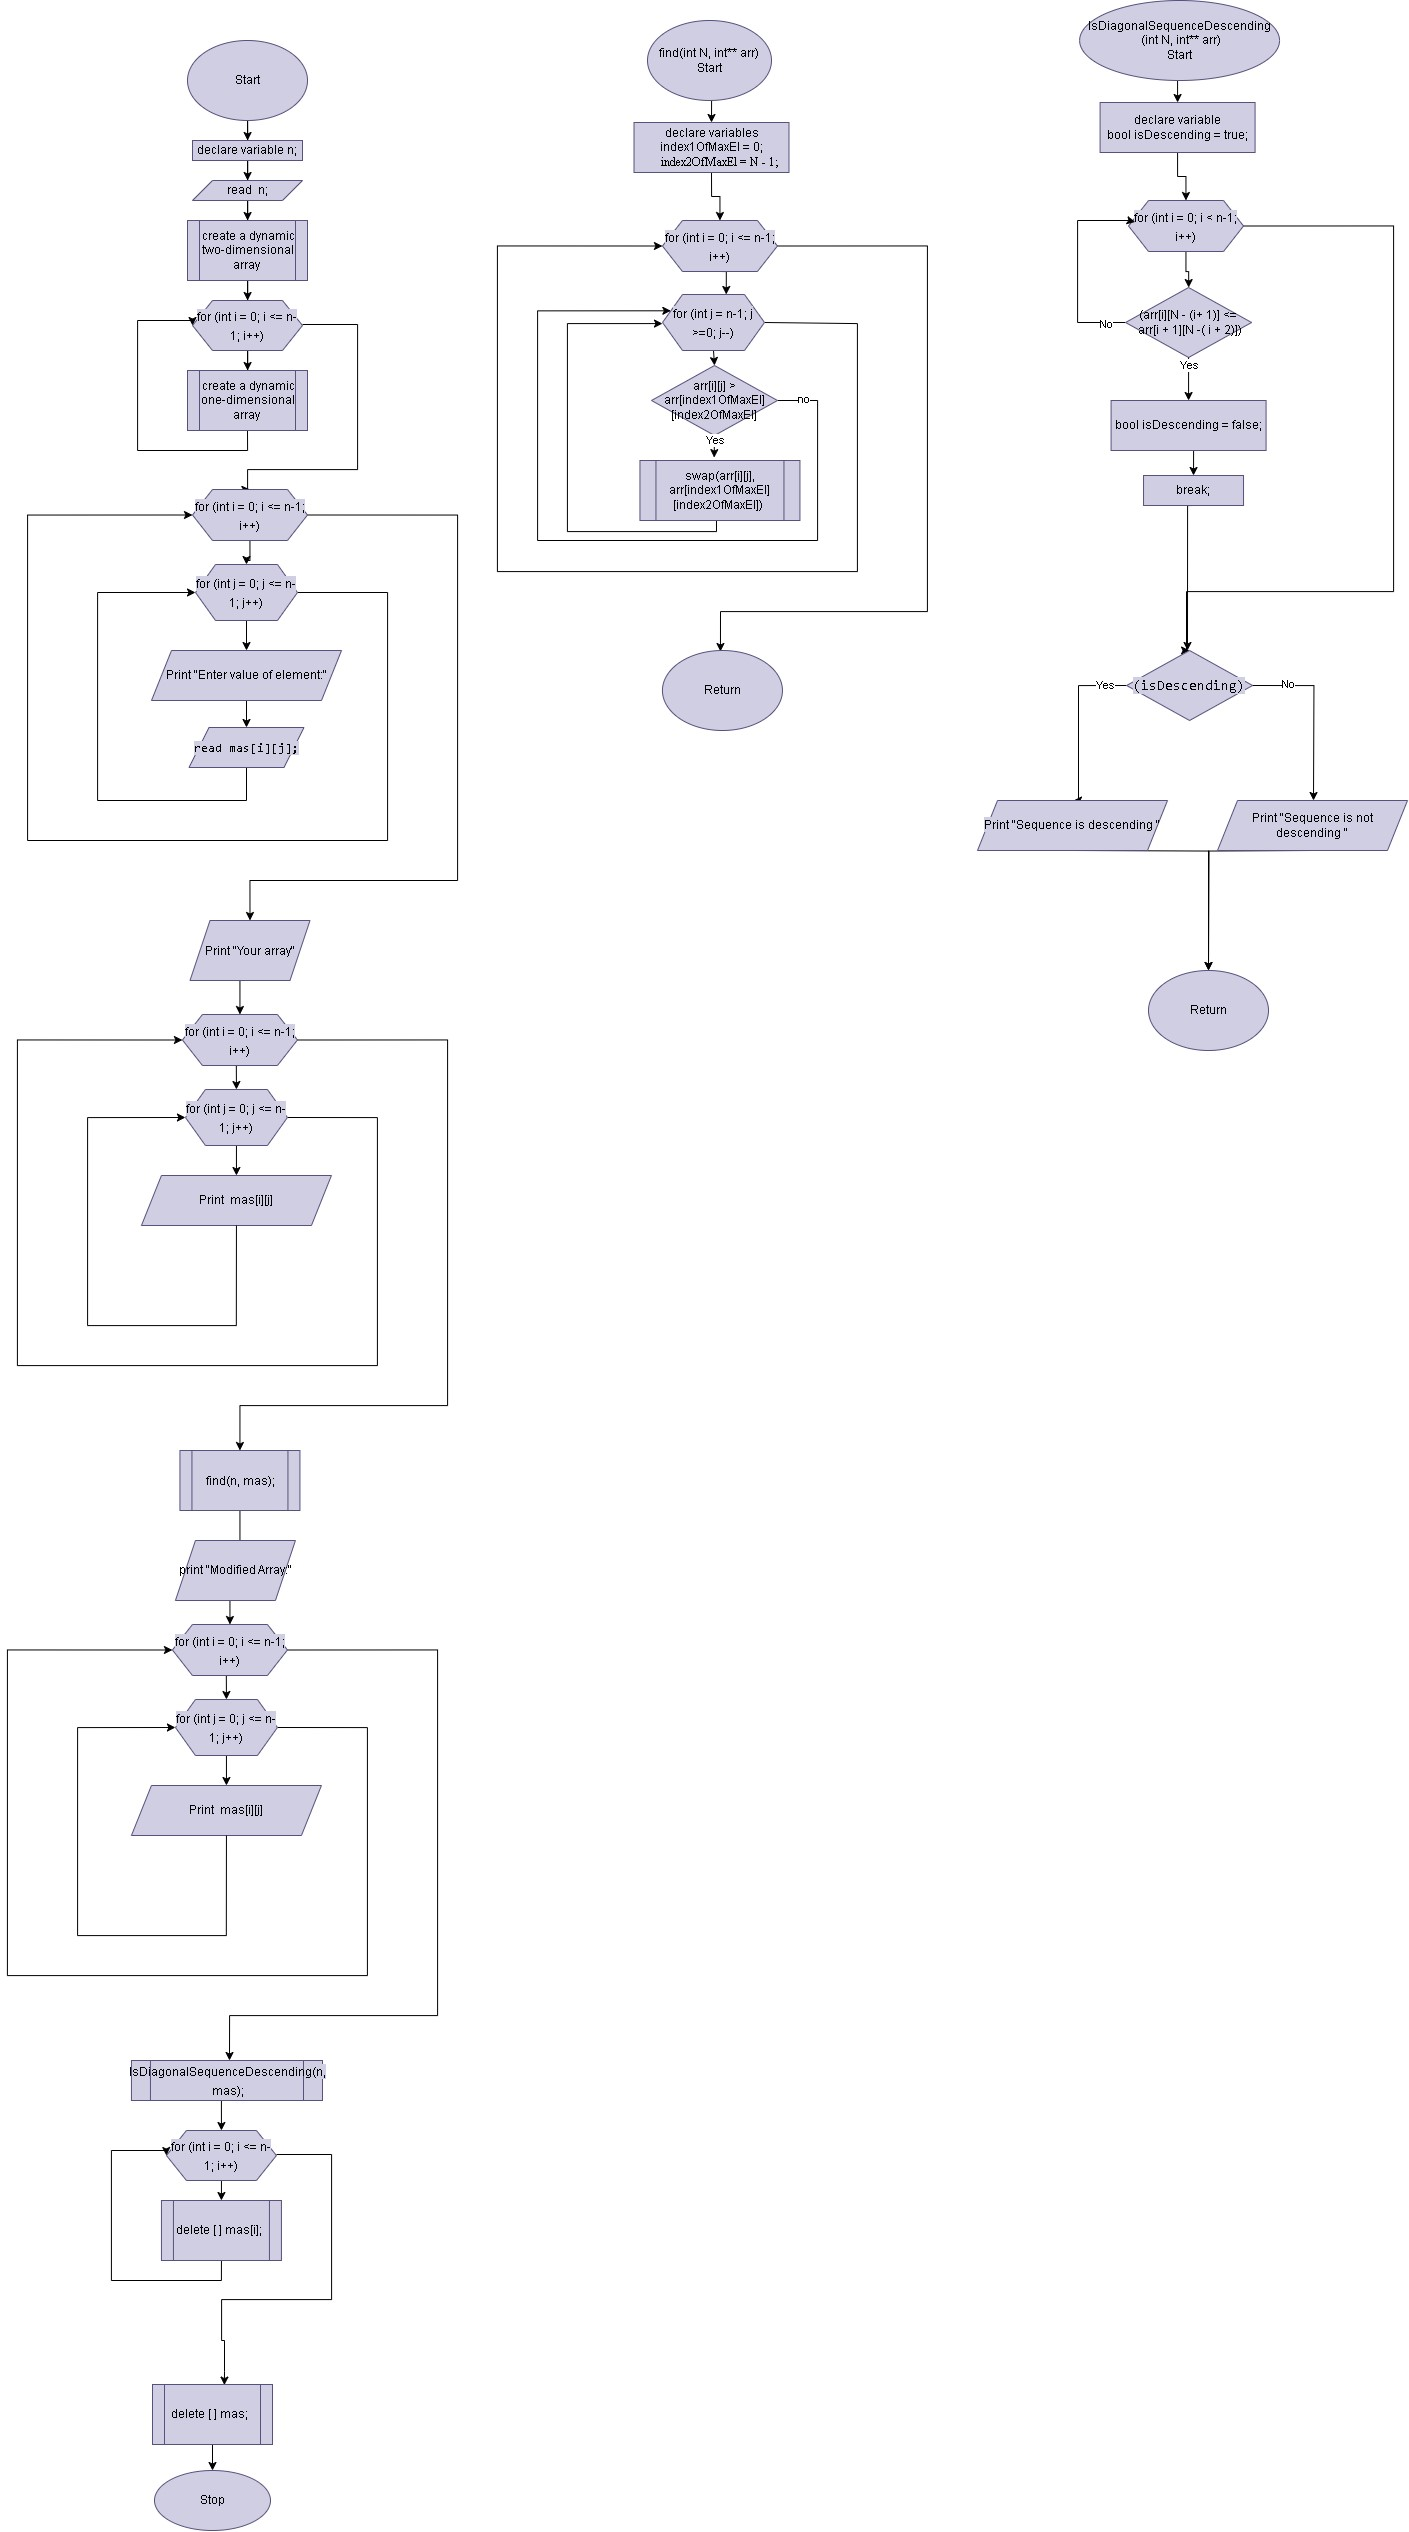 Start
declare variable n;
read n;
create a dynamic
two-dimensional
array
for (int i = 0; i <= n-
1; i++)
create a dynamic
one-dimensional
array
for (int i = 0; i <= n-1;
i++)
for (int j = 0; j <= n-
1; j++)
Print "Enter value of element:"
read mas[i][j];
Print "Your array"
for (int i = 0; i <= n-1;
i++)
for (int j = 0; j <= n-
1; j++)
Print mas[i][j]
find(n, mas);
print "Modified Array:"
for (int i = 0; i <= n-1;
i++)
for (int j = 0; j <= n-
1; j++)
Print mas[i][j]
IsDiagonalSequenceDescending(n,
mas);
for (int i = 0; i <= n-
1; i++)
delete [ ] mas[i];
delete [ ] mas;
Stop
find(int N, int** arr)
Start
declare variables
index1OfMaxEl = 0;
index2OfMaxEl = N - 1;
for (int i = 0; i <= n-1;
i++)
for (int j = n-1; j
>=0; j--)
arr[i][j] >
arr[index1OfMaxEl]
[index2OfMaxEl]
no
Yes
swap(arr[i][j],
arr[index1OfMaxEl]
[index2OfMaxEl])
Return
IsDiagonalSequenceDescending
(int N, int** arr)
Start
declare variable
bool isDescending = true;
for (int i = 0; i < n-1;
i++)
(arr[i][N - (i+ 1)] <=
arr[i + 1][N -( i + 2)])
No
Yes
bool isDescending = false;
break;
(isDescending)
Yes
No
Print "Sequence is descending "
Print "Sequence is not
descending "
Return